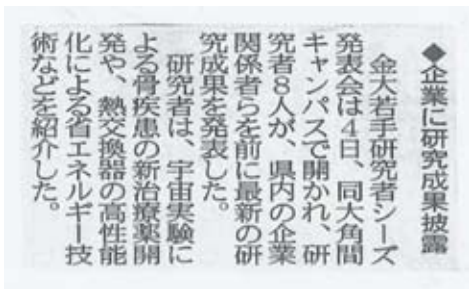 ◆企業に研究成果披露
金大若手研究者シーズ
発表会は4日、同大角間
キャンパスで開かれ、研
究者8人が、県内の企業
関係者らを前に最新の研
究成果を発表した。
研究者は、宇宙実験に
よる骨疾患の新治療薬開
発や、熱交換器の高性能
化による省エネルギー技
術などを紹介した。